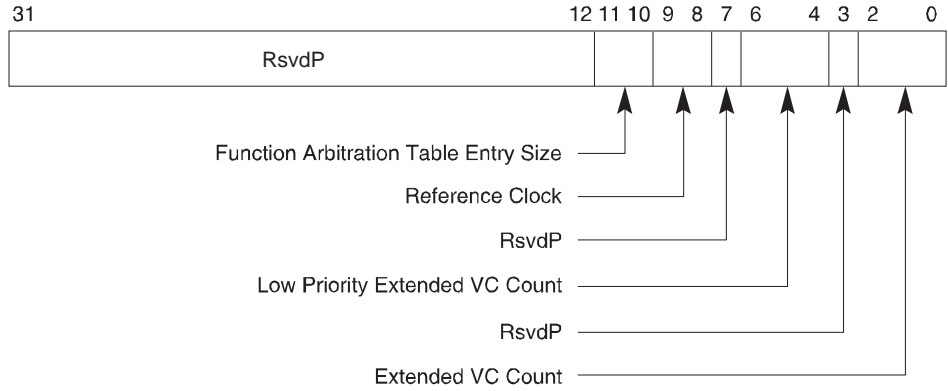 31 12 11 10 9 8 7 6 4 3 2 0
RsvdP
Function Arbitration Table Entry Size
Reference Clock
RsvdP
Low Priority Extended VC Count
RsvdP
Extended VC Count